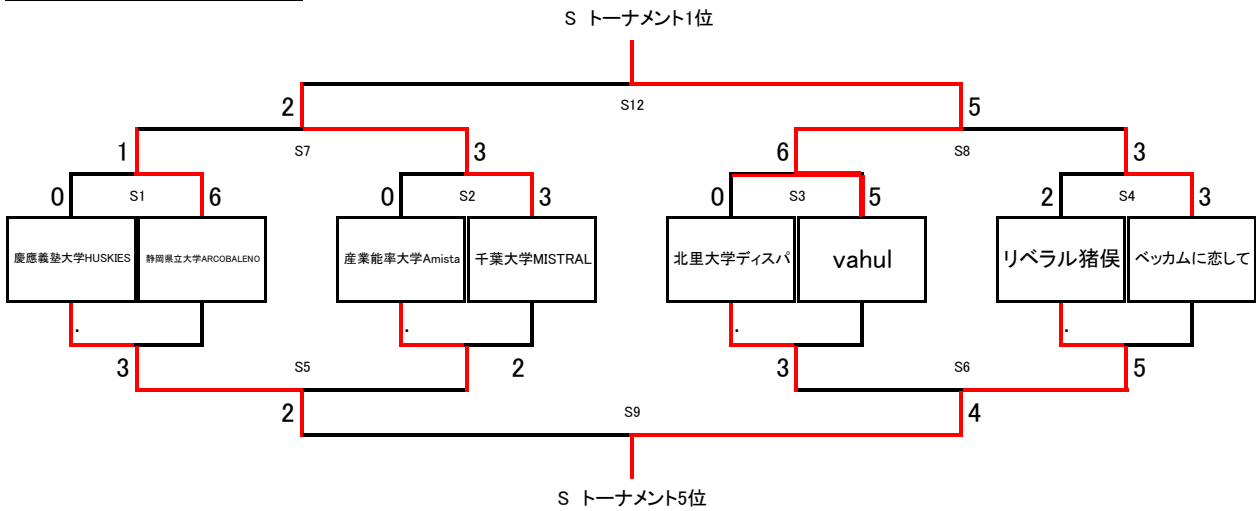 S トーナメント1位
2 S12 5
1 S7 3 6 S8 3
0 S1 6 0 S2 3 0 S3 5 2 S4 3
慶應義塾大学HUSKIES 静岡県立大学ARCOBALENO 産業能率大学Amista 千葉大学MISTRAL 北里大学ディスパ vahul リベラル猪俣 ベッカムに恋して
. . . .
3 S5 2 3 S6 5
2 S9 4
S トーナメント5位